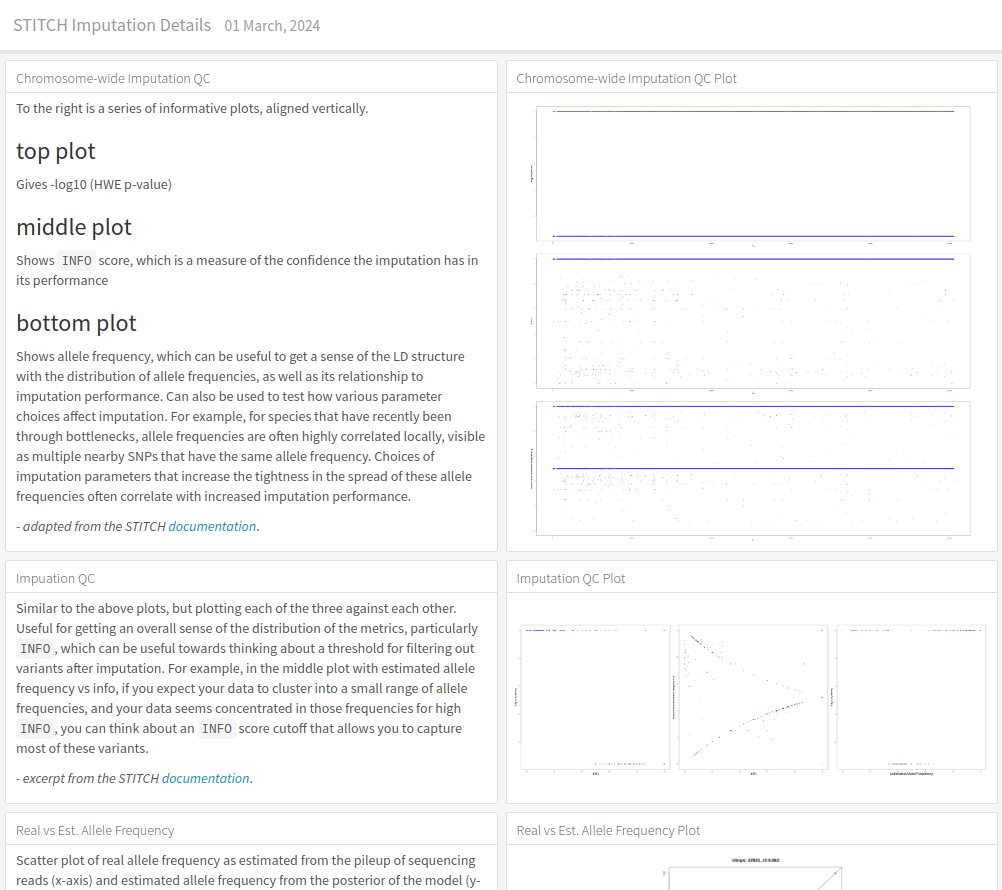 STITCH Imputation Details 01 March, 2024
Chromosome-wide Imputation QC
To the right is a series of informative plots, aligned vertically.
top plot
Gives -log10 (HWE p-value)
middle plot
Shows INFO score, which is a measure of the confidence the imputation has in
its performance
bottom plot
Shows allele frequency, which can be useful to get a sense of the LD structure
with the distribution of allele frequencies, as well as its relationship to
imputation performance. Can also be used to test how various parameter
choices affect imputation. For example, for species that have recently been
through bottlenecks, allele frequencies are often highly correlated locally, visible
as multiple nearby SNPs that have the same allele frequency. Choices of
imputation parameters that increase the tightness in the spread of these allele
frequencies often correlate with increased imputation performance.
- adapted from the STITCH documentation.
Chromosome-wide Imputation QC Plot
Impuation QC
Similar to the above plots, but plotting each of the three against each other.
Useful for getting an overall sense of the distribution of the metrics, particularly
INFO, which can be useful towards thinking about a threshold for filtering out
variants after imputation. For example, in the middle plot with estimated allele
frequency vs info, if you expect your data to cluster into a small range of allele
frequencies, and your data seems concentrated in those frequencies for high
INFO, you can think about an INFO score cutoff that allows you to capture
most of these variants.
- excerpt from the STITCH documentation.
Imputation QC Plot
Real vs Est. Allele Frequency
Scatter plot of real allele frequency as estimated from the pileup of sequencing
reads (x-axis) and estimated allele frequency from the posterior of the model (y-
Real vs Est. Allele Frequency Plot